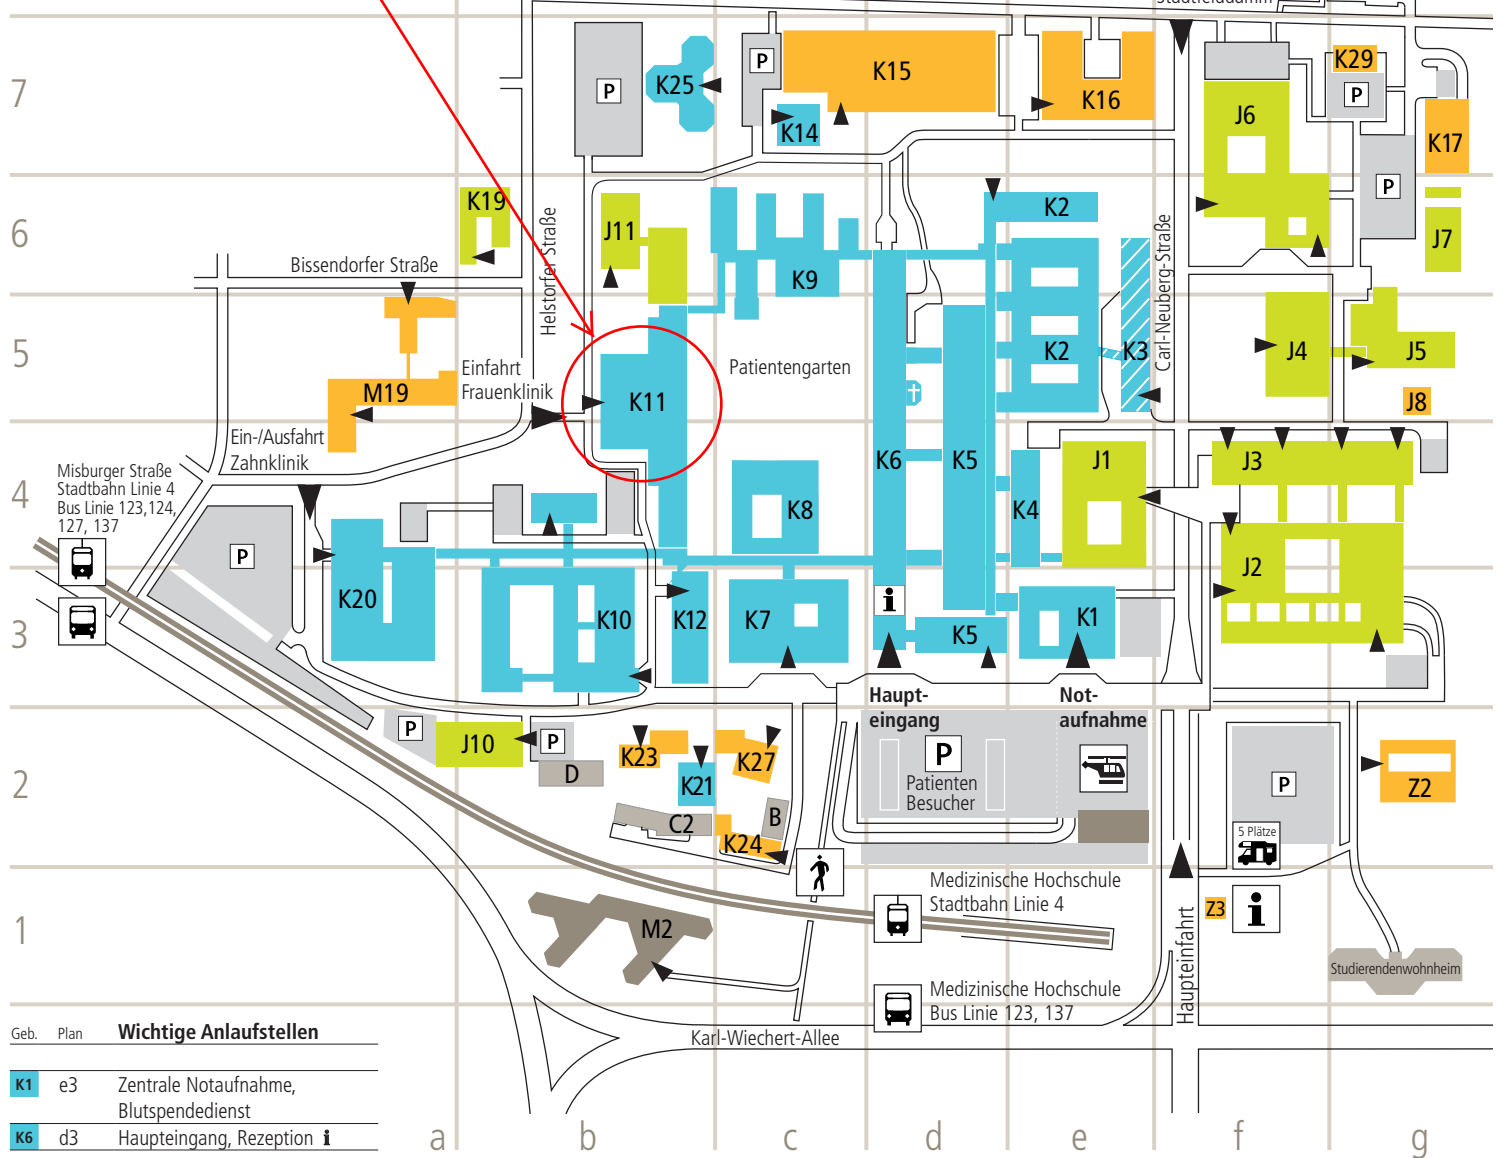 Stadtfelddamm
7
P
K25
P
K15
K14
K16
J6
K29
P
K17
P
6
K19
J11
K9
K2
J7
Bissendorfer Straße
Helstorfer Straße
Carl-Neuberg-Straße
5
M19
Einfahrt
Frauenklinik
K11
Patientengarten
K2
K3
J4
J5
J8
Ein-/Ausfahrt
Zahnklinik
4
Misburger Straße
Stadtbahn Linie 4
Bus Linie 123,124,
127, 137
P
K8
K6
K5
K4
J1
J3
3
K20
K10
K12
K7
i
K5
K1
J2
Haupt-
eingang
Not-
aufnahme
2
P
J10
P
D
K23
K21
K27
C2
B
K24
P
Patienten
Besucher
P
5 Plätze
Z2
1
M2
Medizinische Hochschule
Stadtbahn Linie 4
Z3
i
Studierendenwohnheim
Haupteinfahrt
Medizinische Hochschule
Bus Linie 123, 137
Karl-Wiechert-Allee
Geb. Plan Wichtige Anlaufstellen
K1 e3 Zentrale Notaufnahme,
Blutspendedienst
K6 d3 Haupteingang, Rezeption i
a b c d e f g